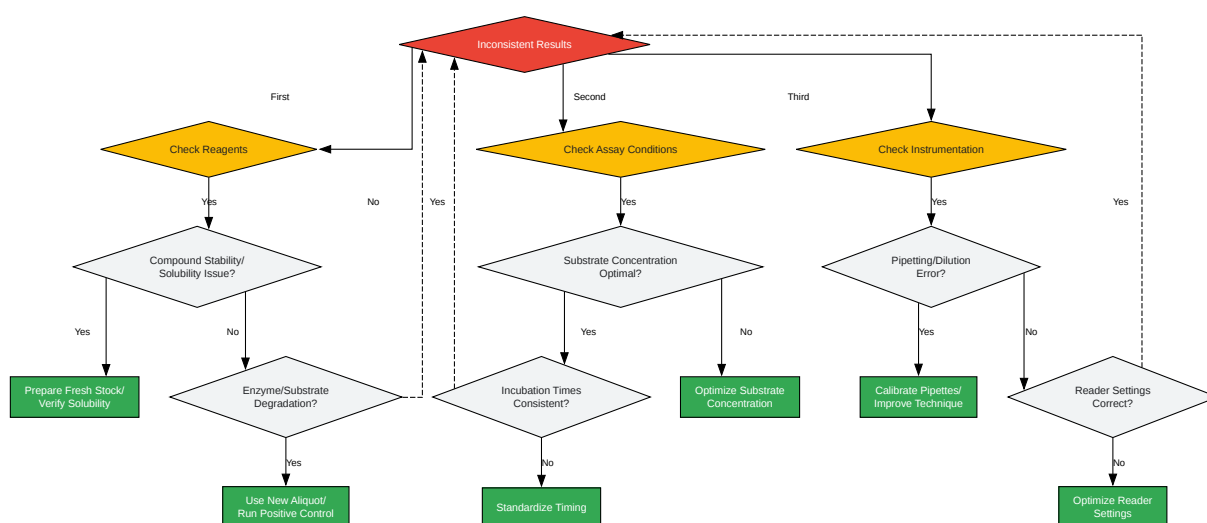 Inconsistent Results
First
Second
Third
Check Reagents
Check Assay Conditions
Check Instrumentation
Yes
No
Yes
Yes
Yes
Yes
Compound Stability/
Solubility Issue?
Substrate Concentration
Optimal?
Pipetting/Dilution
Error?
Yes
No
Yes
No
Yes
No
Prepare Fresh Stock/
Verify Solubility
Enzyme/Substrate
Degradation?
Incubation Times
Consistent?
Optimize Substrate
Concentration
Calibrate Pipettes/
Improve Technique
Reader Settings
Correct?
Yes
No
No
Use New Aliquot/
Run Positive Control
Standardize Timing
Optimize Reader
Settings